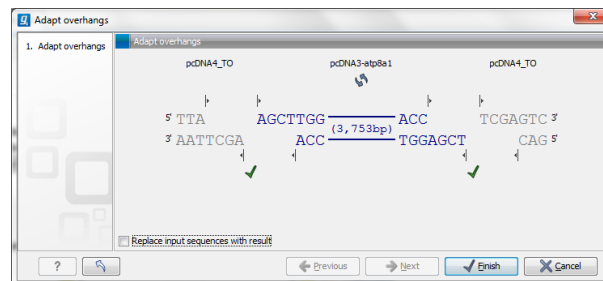 Adapt overhangs
1. Adapt overhangs
Adapt overhangs
pcDNA4_TO pcDNA3-atp8a1 pcDNA4_TO
5' TTA AGCTTGG ACC TCGAGTC 3'
(3,753bp)
3' AATTCGA ACC TGGAGCT CAG 5'
Replace input sequences with result
? Previous Next Finish Cancel